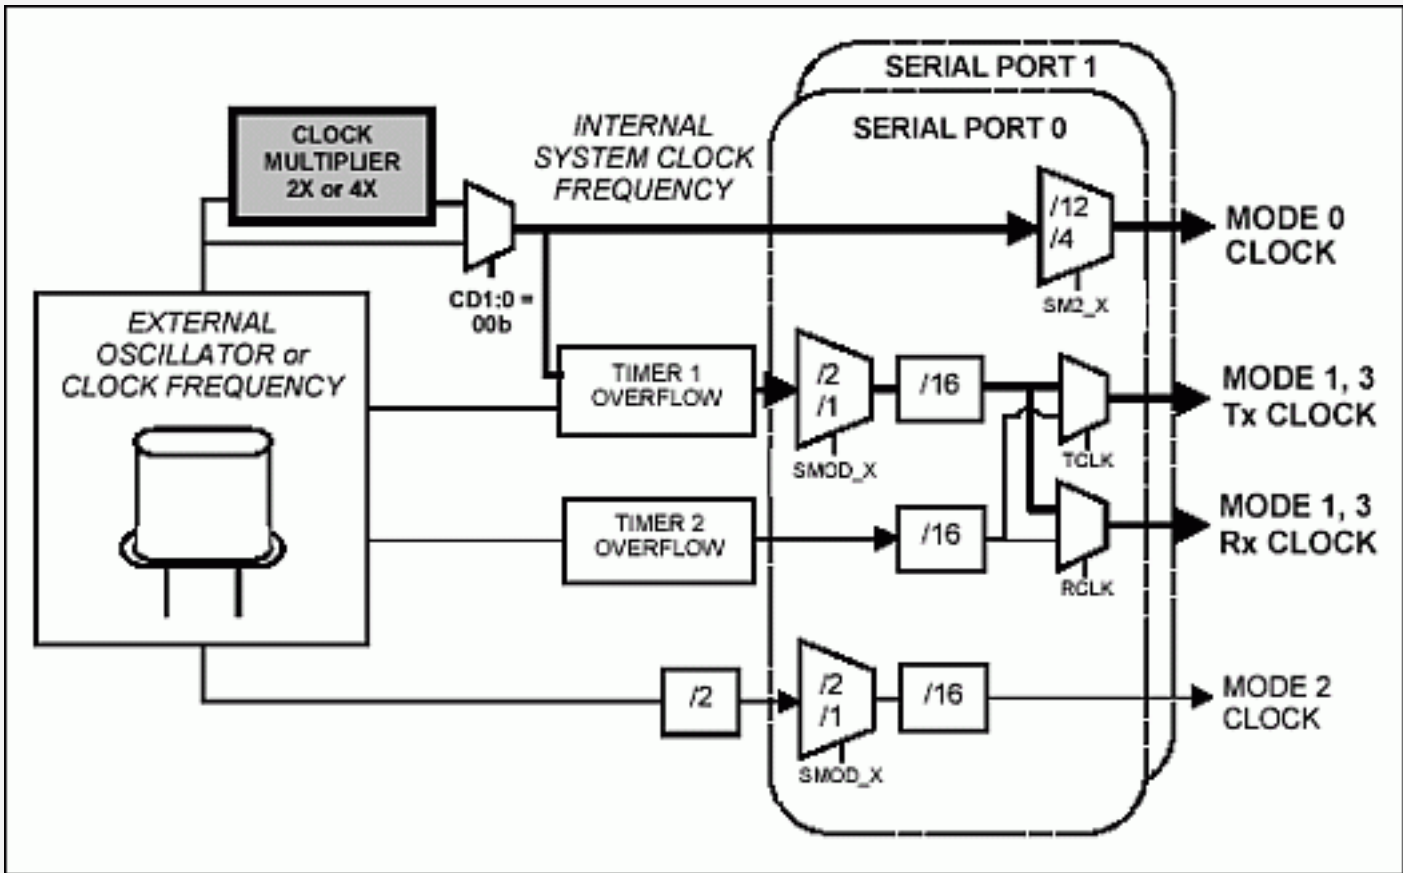 SERIAL PORT 1
SERIAL PORT 0
CLOCK
MULTIPLIER
2X or 4X
INTERNAL
SYSTEM CLOCK
FREQUENCY
/12
/4
SM2_X
MODE 0
CLOCK
CD1:0 =
00b
EXTERNAL
OSCILLATOR or
CLOCK FREQUENCY
TIMER 1
OVERFLOW
/2
/1
SMOD_X
/16
TCLK
MODE 1, 3
Tx CLOCK
TIMER 2
OVERFLOW
/16
RCLK
MODE 1, 3
Rx CLOCK
/2
/2
/1
SMOD_X
/16
MODE 2
CLOCK